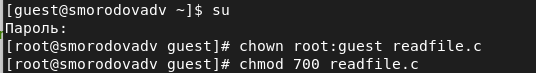 [guest@smorodovadv ~]$ su
Пароль:
[root@smorodovadv guest]# chown root:guest readfile.c
[root@smorodovadv guest]# chmod 700 readfile.c